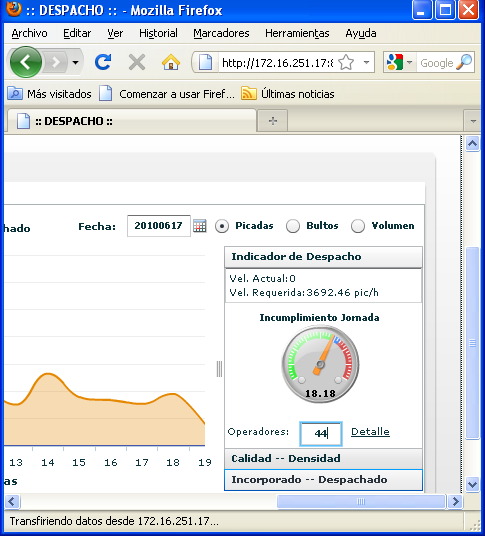 :: DESPACHO :: - Mozilla Firefox
Archivo Editar Ver Historial Marcadores Herramientas Ayuda
http://172.16.251.17:8
Google
Más visitados Comenzar a usar Firef... Últimas noticias
:: DESPACHO ::
hado Fecha: 20100617 Picadas Bultos Volumen
Indicador de Despacho
Vel. Actual:0
Vel. Requerida:3692.46 pic/h
Incumplimiento Jornada
18.18
Operadores: 44 Detalle
Calidad -- Densidad
13 14 15 16 17 18 19
Incorporado -- Despachado
as
Transfiriendo datos desde 172.16.251.17...